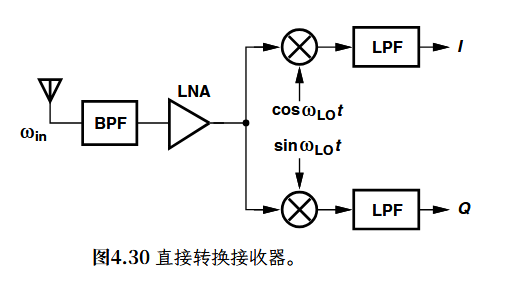 LPF
I
LNA
cosω_LO t
BPF
ω_in
sinω_LO t
LPF
Q
图4.30 直接转换接收器。